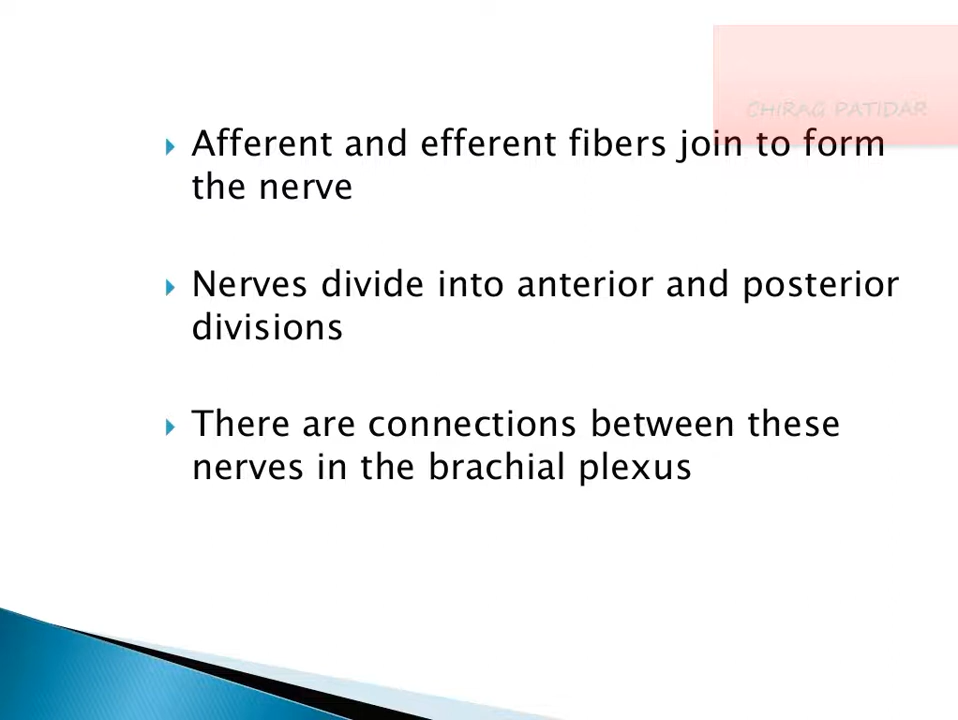 CHIRAG PATIDAR
Afferent and efferent fibers join to form
the nerve
Nerves divide into anterior and posterior
divisions
There are connections between these
nerves in the brachial plexus